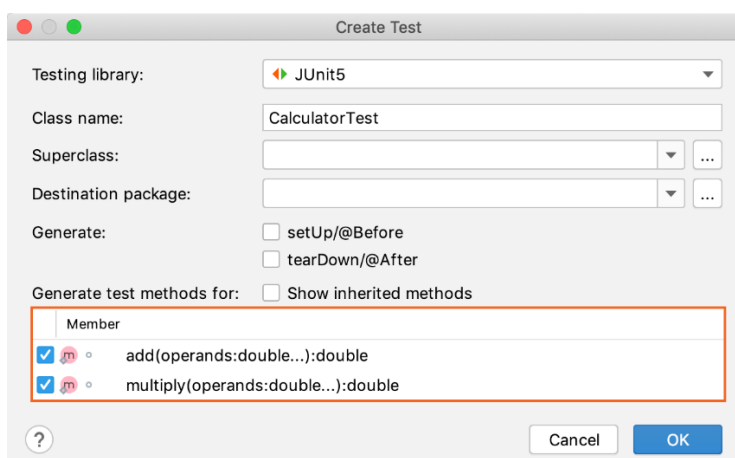 Create Test
Testing library: JUnit5
Class name: CalculatorTest
Superclass: ...
Destination package: ...
Generate: setUp/@Before
tearDown/@After
Generate test methods for: Show inherited methods
Member
m add(operands:double...):double
m multiply(operands:double...):double
? Cancel OK